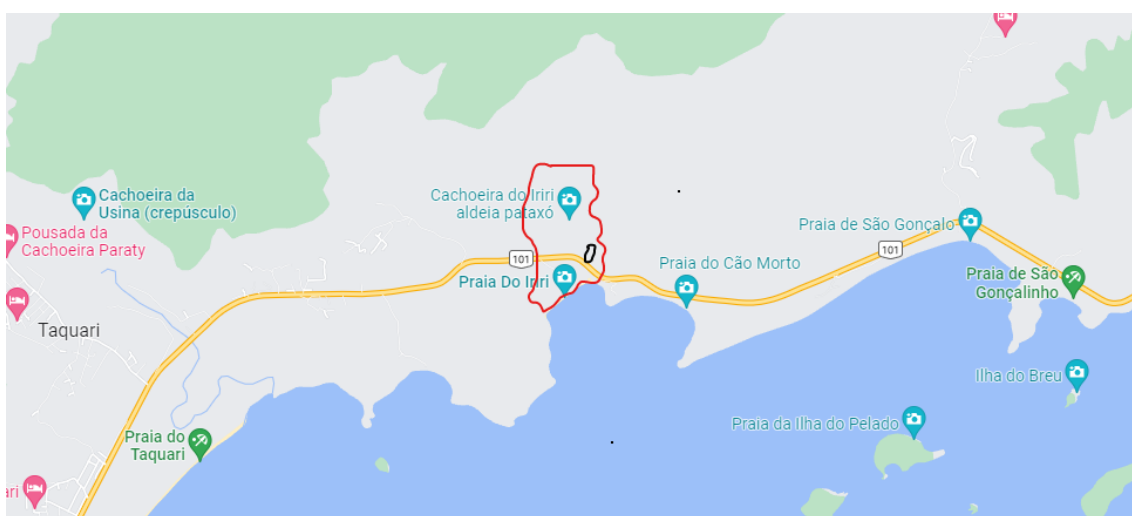 Cachoeira da
Usina (crepúsculo)
Pousada da
Cachoeira Paraty
Cachoeira do Iriri
aldeia pataxó
101
Praia Do Iriri
Praia do Cão Morto
101
Praia de São Gonçalo
Praia de São
Gonçalinho
Taquari
Ilha do Breu
Praia da Ilha do Pelado
Praia do
Taquari
ari